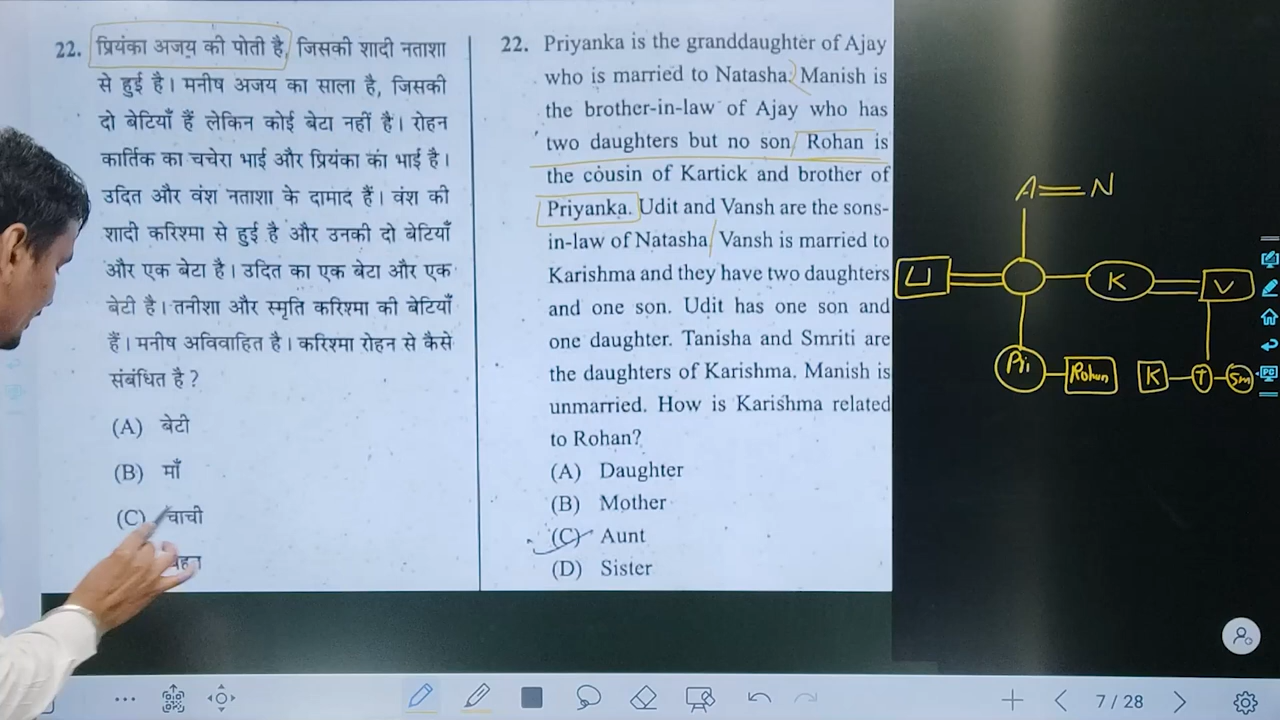 22. प्रियंका अजय की पोती है, जिसकी शादी नताशा
से हुई है। मनीष अजय का साला है, जिसकी
दो बेटियाँ हैं लेकिन कोई बेटा नहीं है। रोहन
कार्तिक का चचेरा भाई और प्रियंका का भाई है।
उदित और वंश नताशा के दामाद हैं। वंश की
शादी करिश्मा से हुई है और उनकी दो बेटियाँ
और एक बेटा है। उदित का एक बेटा और एक
बेटी है। तनीशा और स्मृति करिश्मा की बेटियाँ
हैं। मनीष अविवाहित है। करिश्मा रोहन से कैसे
संबंधित है ?
(A) बेटी
(B) माँ
(C) चाची
22. Priyanka is the granddaughter of Ajay
who is married to Natasha. Manish is
the brother-in-law of Ajay who has
two daughters but no son. Rohan is
the cousin of Kartick and brother of
Priyanka. Udit and Vansh are the sons-
in-law of Natasha. Vansh is married to
Karishma and they have two daughters
and one son. Udit has one son and
one daughter. Tanisha and Smriti are
the daughters of Karishma. Manish is
unmarried. How is Karishma related
to Rohan?
(A) Daughter
(B) Mother
(C) Aunt
(D) Sister
A N
U K V
Pri Rohan K T Sm
7 / 28